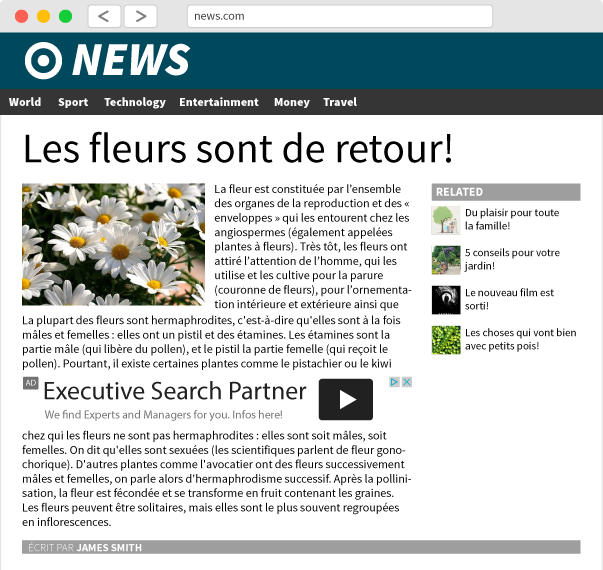 news.com
NEWS
World Sport Technology Entertainment Money Travel
Les fleurs sont de retour!
La fleur est constituée par l'ensemble
des organes de la reproduction et des «
enveloppes » qui les entourent chez les
angiospermes (également appelées
plantes à fleurs). Très tôt, les fleurs ont
attiré l'attention de l'homme, qui les
utilise et les cultive pour la parure
(couronne de fleurs), pour l'ornementa-
tion intérieure et extérieure ainsi que
La plupart des fleurs sont hermaphrodites, c'est-à-dire qu'elles sont à la fois
mâles et femelles : elles ont un pistil et des étamines. Les étamines sont la
partie mâle (qui libère du pollen), et le pistil la partie femelle (qui reçoit le
pollen). Pourtant, il existe certaines plantes comme le pistachier ou le kiwi
AD
Executive Search Partner
We find Experts and Managers for you. Infos here!
chez qui les fleurs ne sont pas hermaphrodites : elles sont soit mâles, soit
femelles. On dit qu'elles sont sexuées (les scientifiques parlent de fleur gono-
chorique). D'autres plantes comme l'avocatier ont des fleurs successivement
mâles et femelles, on parle alors d'hermaphrodisme successif. Après la pollini-
sation, la fleur est fécondée et se transforme en fruit contenant les graines.
Les fleurs peuvent être solitaires, mais elles sont le plus souvent regroupées
en inflorescences.
ÉCRIT PAR JAMES SMITH
RELATED
Du plaisir pour toute
la famille!
5 conseils pour votre
jardin!
Le nouveau film est
sorti!
Les choses qui vont bien
avec petits pois!